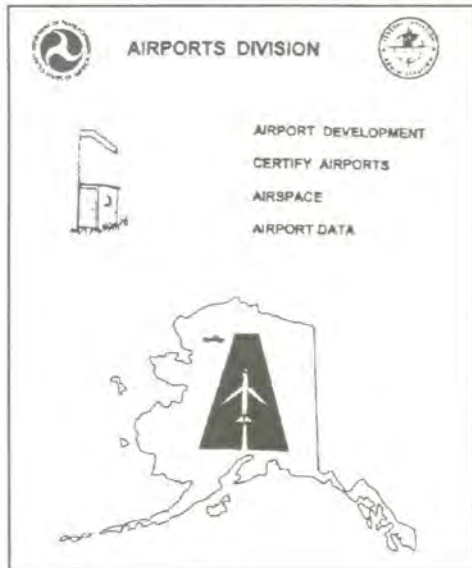 AIRPORTS DIVISION
AIRPORT DEVELOPMENT
CERTIFY AIRPORTS
AIRSPACE
AIRPORT DATA